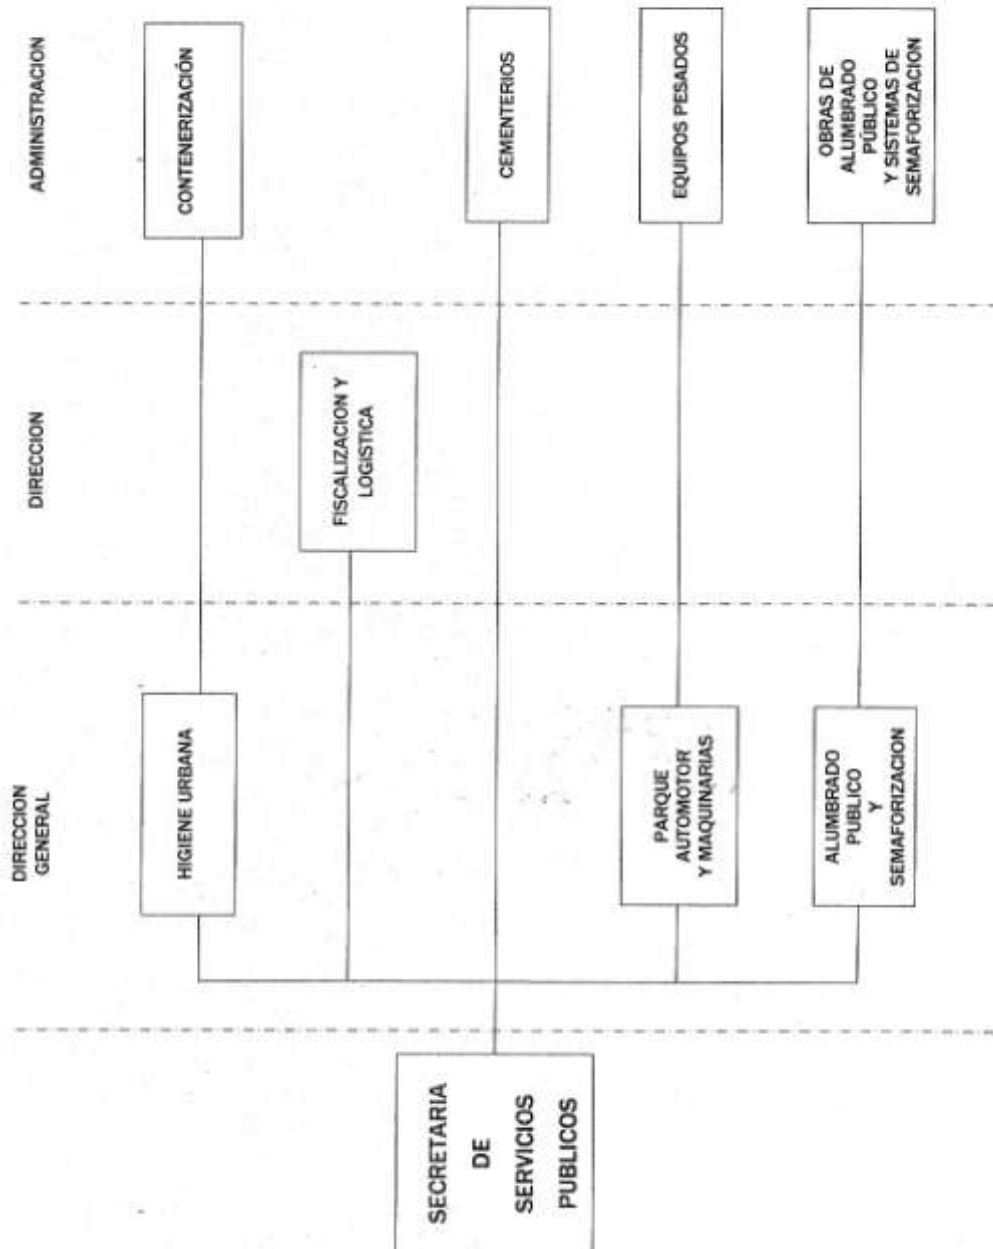 DIRECCION
GENERAL
DIRECCION
ADMINISTRACION
SECRETARIA
DE
SERVICIOS
PUBLICOS
HIGIENE URBANA
CONTENERIZACIÓN
FISCALIZACION Y
LOGISTICA
CEMENTERIOS
PARQUE
AUTOMOTOR
Y MAQUINARIAS
EQUIPOS PESADOS
ALUMBRADO
PUBLICO
Y
SEMAFORIZACION
OBRAS DE
ALUMBRADO
PÚBLICO
Y SISTEMAS DE
SEMAFORIZACION